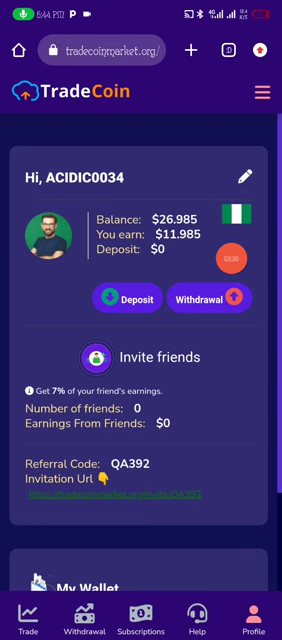 5:44 PM
4G
tradecoinmarket.org/
TradeCoin
Hi, ACIDIC0034
Balance: $26.985
You earn: $11.985
Deposit: $0
Deposit
Withdrawal
Invite friends
Get 7% of your friend's earnings.
Number of friends: 0
Earnings From Friends: $0
Referral Code: QA392
Invitation Url 👇
https://tradecoinmarket.org/invite/QA392
My Wallet
Trade
Withdrawal
Subscriptions
Help
Profile